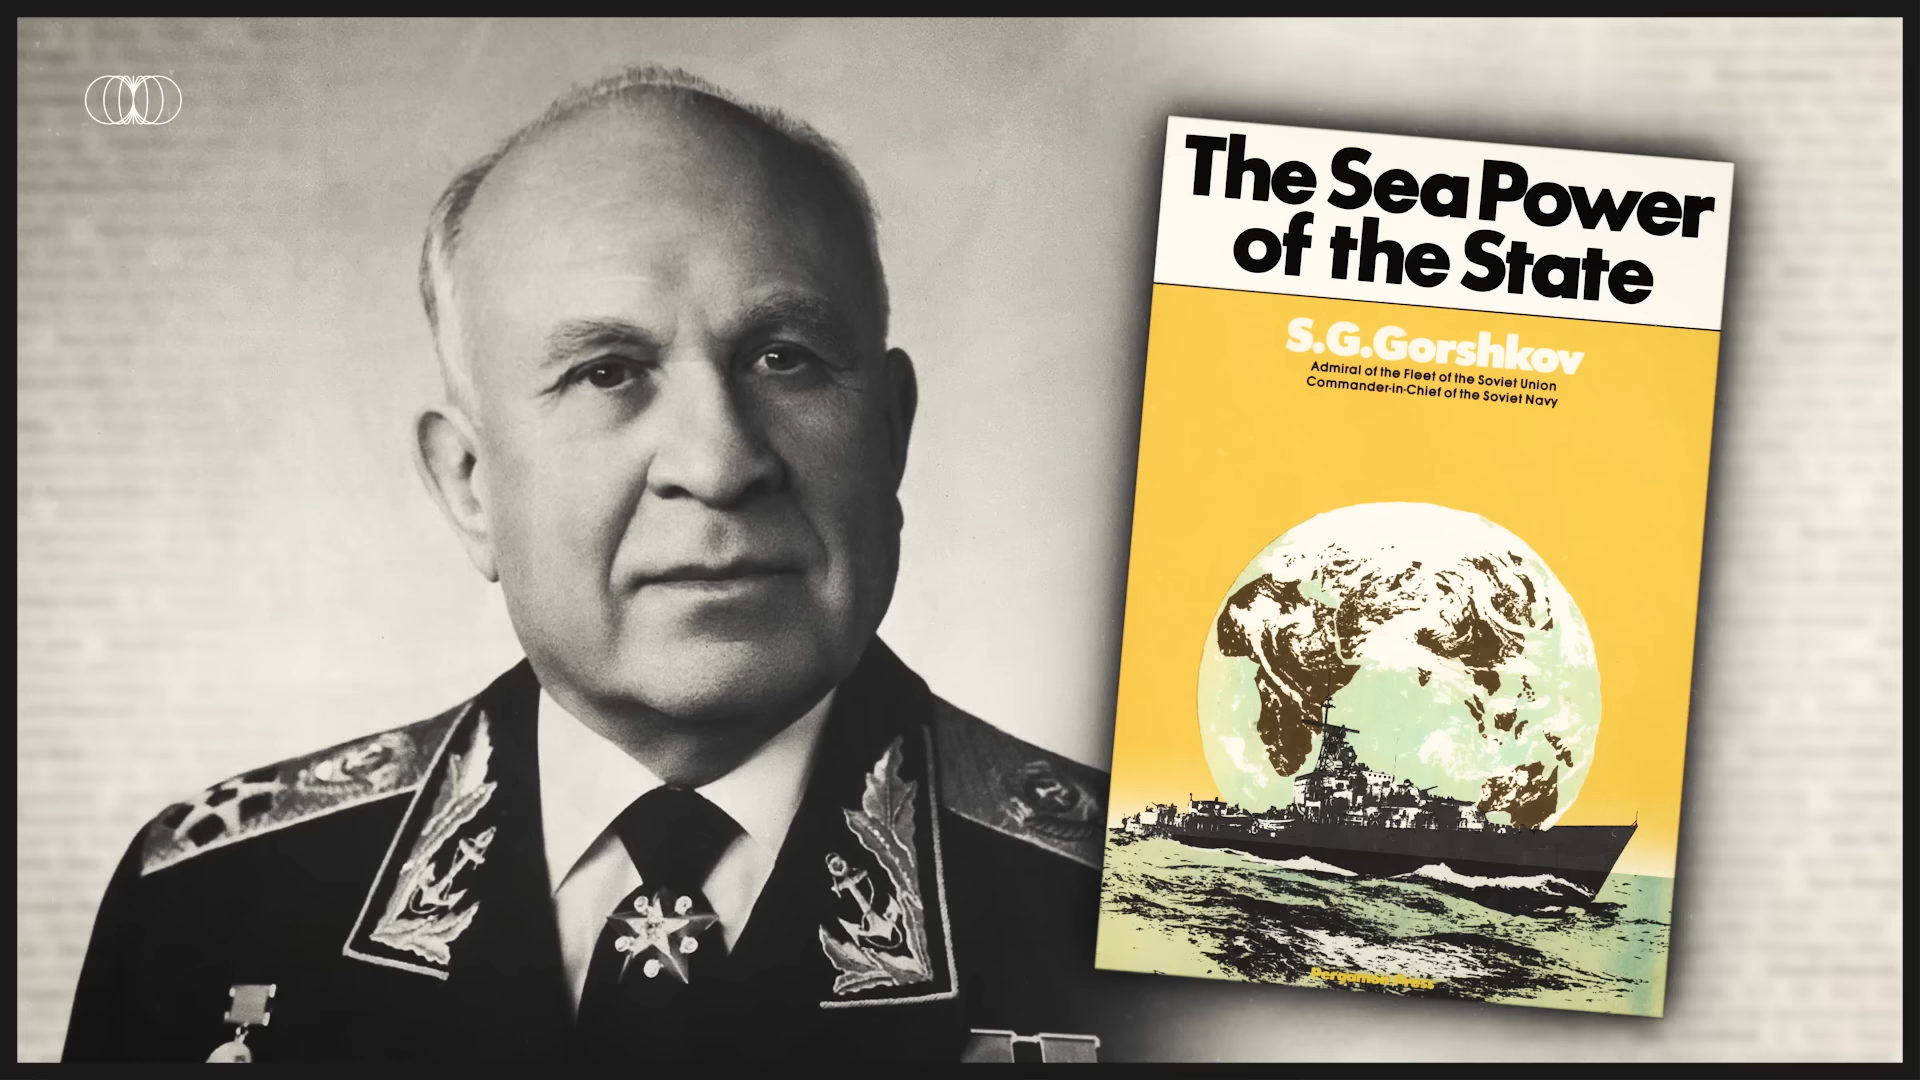 The Sea Power
of the State
S.G.Gorshkov
Admiral of the Fleet of the Soviet Union
Commander-in-Chief of the Soviet Navy
Pergamon Press